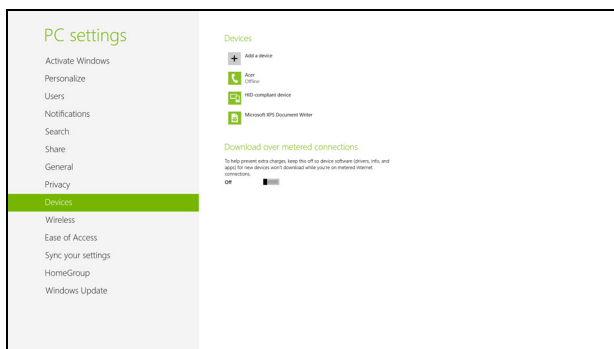 PC settings
Activate Windows
Personalize
Users
Notifications
Search
Share
General
Privacy
Devices
Wireless
Ease of Access
Sync your settings
HomeGroup
Windows Update
Devices
Add a device
Acer
Offline
HID-compliant device
Microsoft XPS Document Writer
Download over metered connections
To help prevent extra charges, keep this off so device software (drivers, info, and
apps) for new devices won't download while you're on metered Internet
connections.
Off